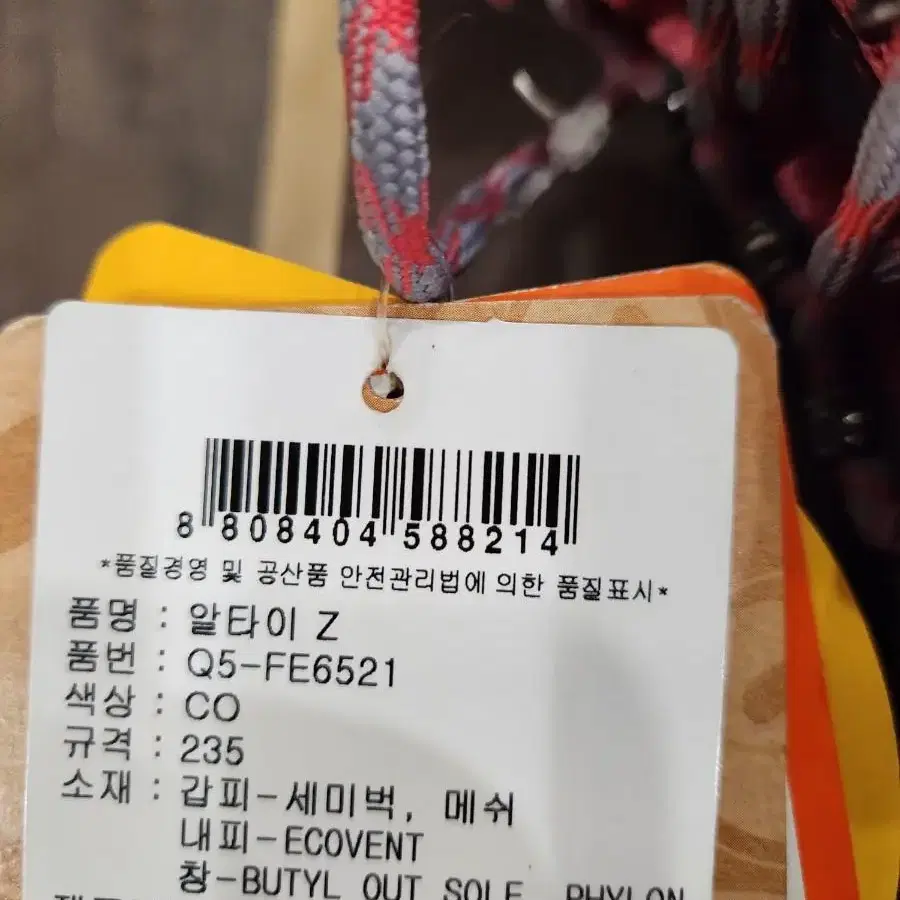 8 808404 588214
*품질경영 및 공산품 안전관리법에 의한 품질표시*
품명 : 알타이 Z
품번 : Q5-FE6521
색상 : CO
규격 : 235
소재 : 갑피-세미벅, 메쉬
내피-ECOVENT
창-BUTYL OUT SOLE, PHYLON